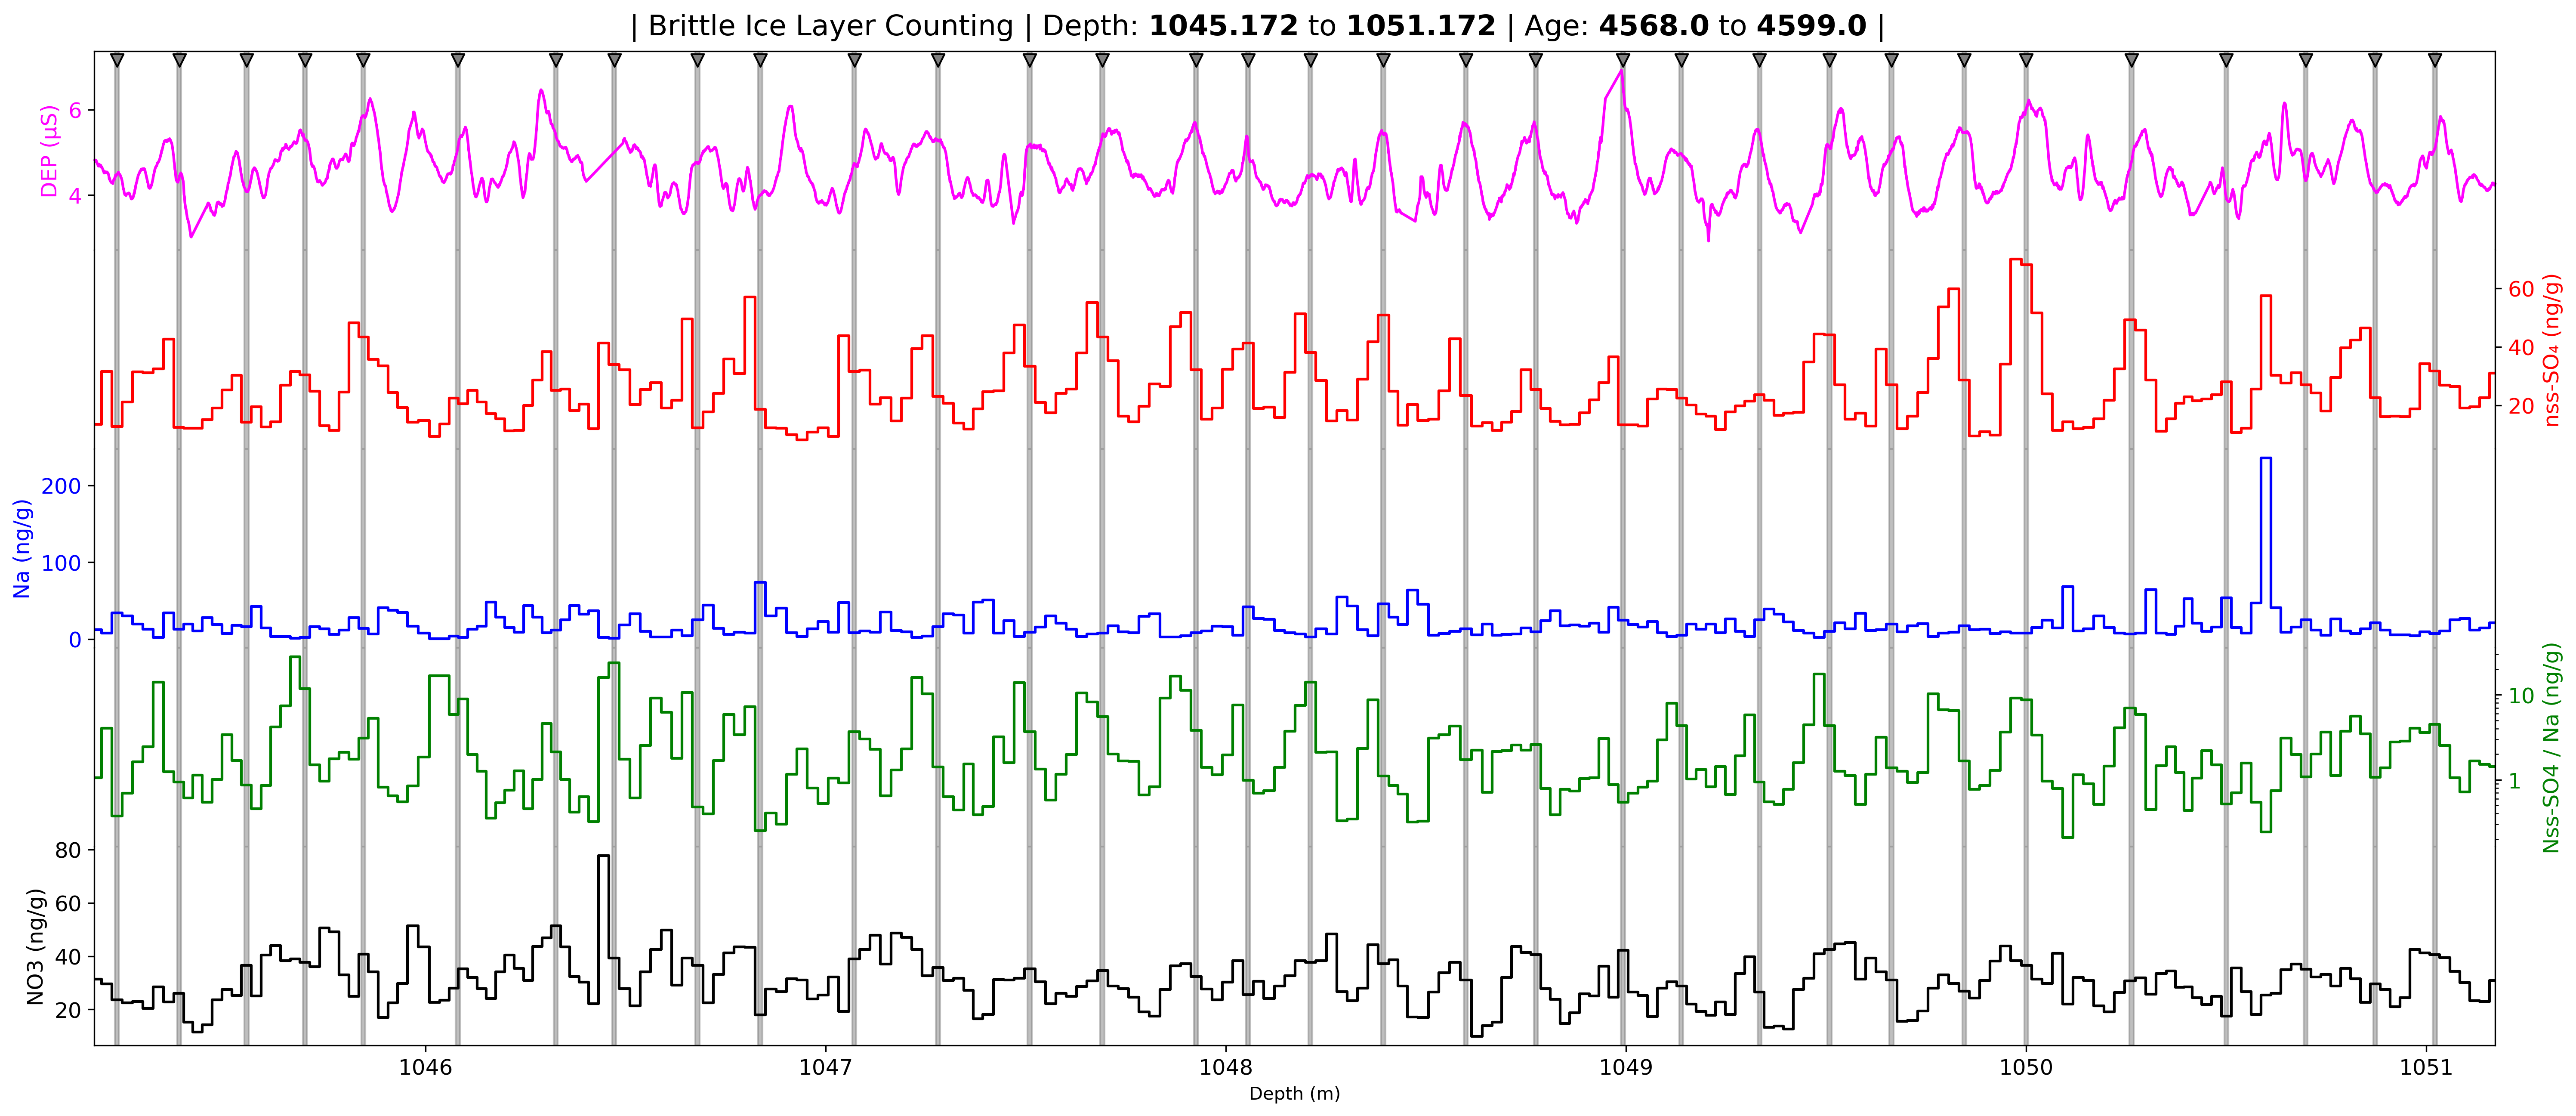 | Brittle Ice Layer Counting | Depth: 1045.172 to 1051.172 | Age: 4568.0 to 4599.0 |
DEP (μS)
6
4
nss-SO₄ (ng/g)
60
40
20
Na (ng/g)
200
100
0
Nss-SO4 / Na (ng/g)
10
1
NO3 (ng/g)
80
60
40
20
1046
1047
1048
1049
1050
1051
Depth (m)